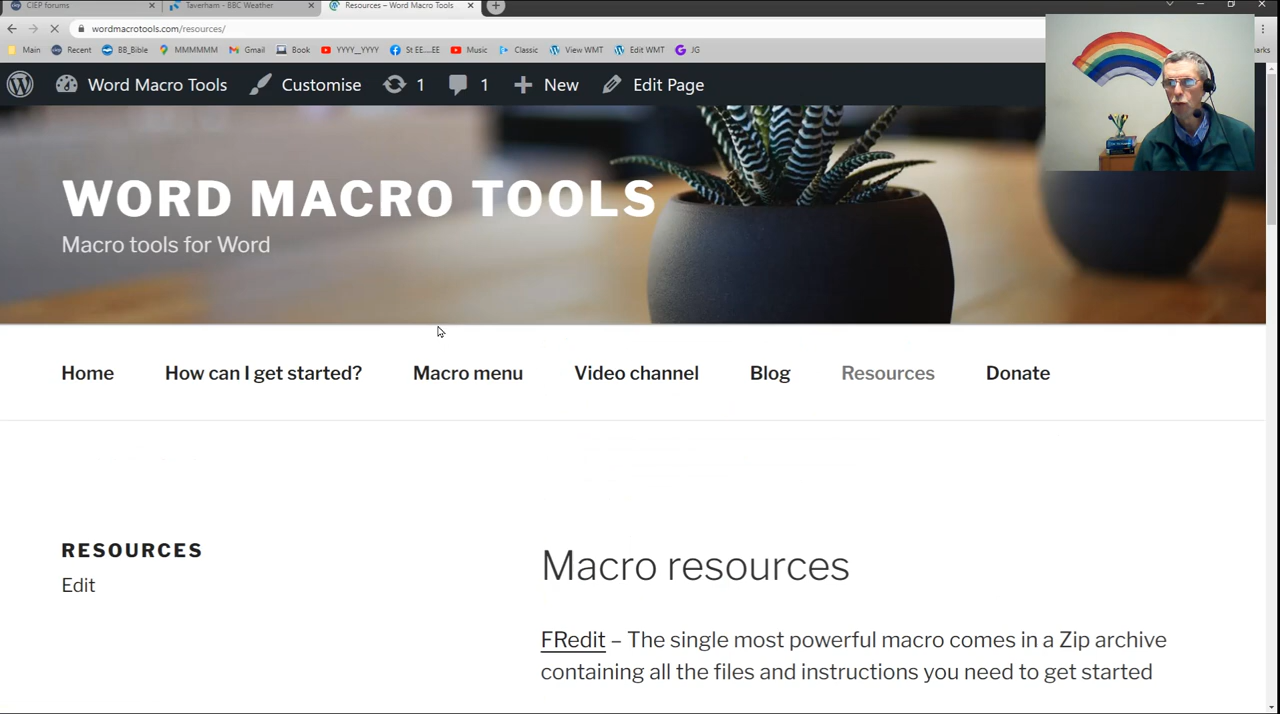 CIEP forums
Taverham - BBC Weather
Resources – Word Macro Tools
wordmacrotools.com/resources/
Main
Recent
BB_Bible
MMMMMM
Gmail
Book
YYYY__YYYY
St EE....EE
Music
Classic
View WMT
Edit WMT
JG
Word Macro Tools
Customise
1
1
New
Edit Page
WORD MACRO TOOLS
Macro tools for Word
Home
How can I get started?
Macro menu
Video channel
Blog
Resources
Donate
RESOURCES
Edit
Macro resources
FRedit – The single most powerful macro comes in a Zip archive
containing all the files and instructions you need to get started